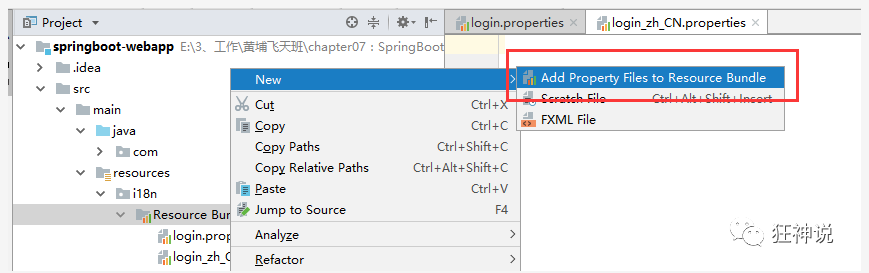 Project
login.properties
login_zh_CN.properties
springboot-webapp E:\3、工作\黄埔飞天班\chapter07：SpringBoot
.idea
src
main
java
com
resources
i18n
Resource Bu
login.prop
login_zh_C
New
Cut Ctrl+X
Copy Ctrl+C
Copy Paths Ctrl+Shift+C
Copy Relative Paths Ctrl+Alt+Shift+C
Paste Ctrl+V
Jump to Source F4
Analyze
Refactor
Add Property Files to Resource Bundle
Scratch File Ctrl+Alt+Shift+Insert
FXML File
狂神说